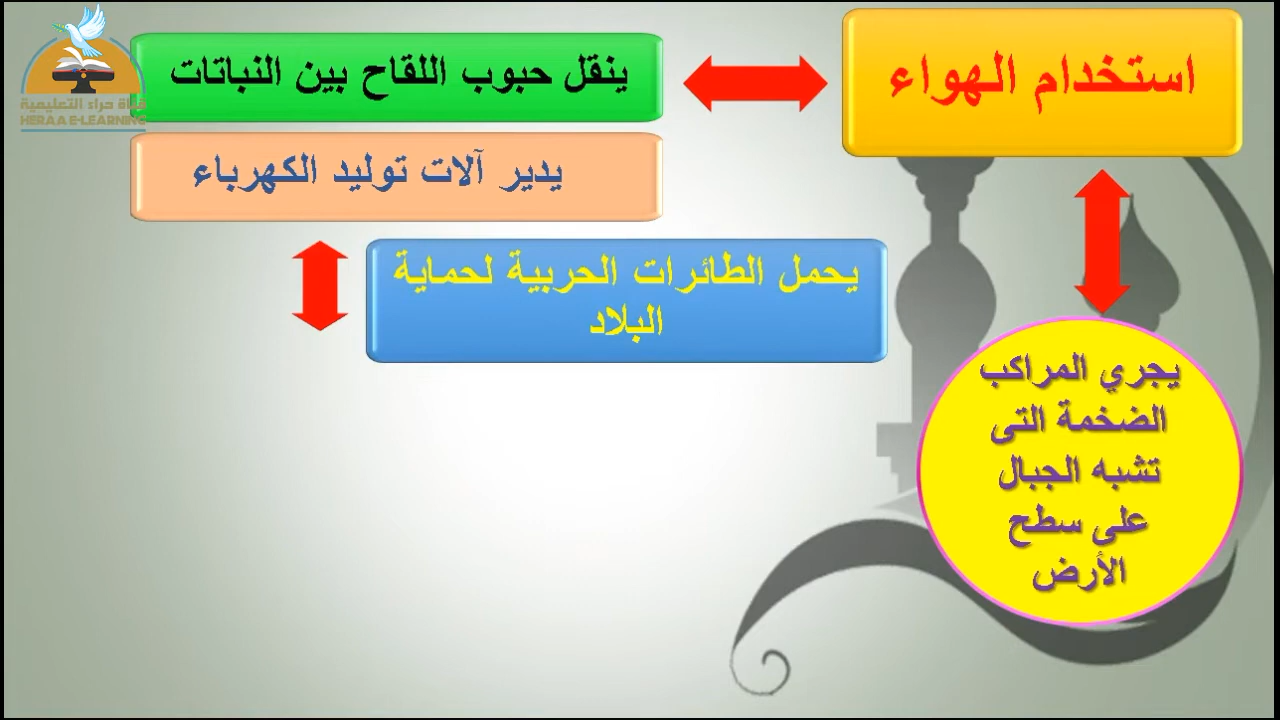 استخدام الهواء
ينقل حبوب اللقاح بين النباتات
يدير آلات توليد الكهرباء
يحمل الطائرات الحربية لحماية
البلاد
يجري المراكب
الضخمة التى
تشبه الجبال
على سطح
الأرض
قناة حراء التعليمية
HERAA E-LEARNING